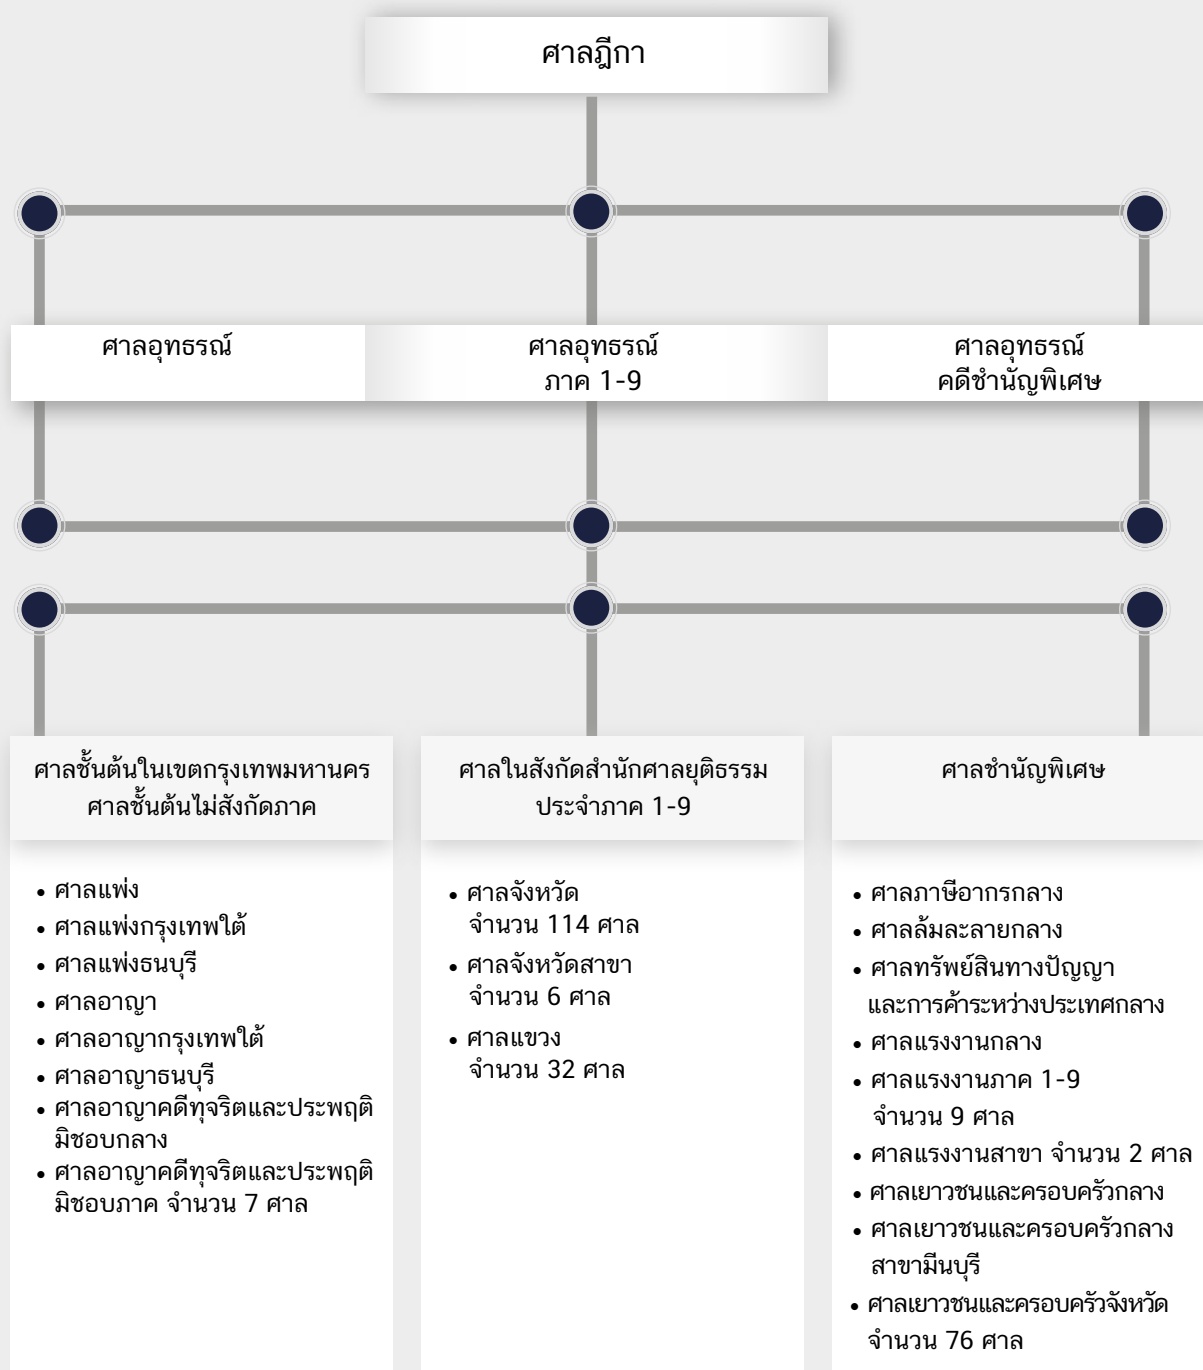 ศาลฎีกา
ศาลอุทธรณ์
ศาลอุทธรณ์
ภาค 1-9
ศาลอุทธรณ์
คดีชำนัญพิเศษ
ศาลชั้นต้นในเขตกรุงเทพมหานคร
ศาลชั้นต้นไม่สังกัดภาค
• ศาลแพ่ง
• ศาลแพ่งกรุงเทพใต้
• ศาลแพ่งธนบุรี
• ศาลอาญา
• ศาลอาญากรุงเทพใต้
• ศาลอาญาธนบุรี
• ศาลอาญาคดีทุจริตและประพฤติ
มิชอบกลาง
• ศาลอาญาคดีทุจริตและประพฤติ
มิชอบภาค จำนวน 7 ศาล
ศาลในสังกัดสำนักศาลยุติธรรม
ประจำภาค 1-9
• ศาลจังหวัด
จำนวน 114 ศาล
• ศาลจังหวัดสาขา
จำนวน 6 ศาล
• ศาลแขวง
จำนวน 32 ศาล
ศาลชำนัญพิเศษ
• ศาลภาษีอากรกลาง
• ศาลล้มละลายกลาง
• ศาลทรัพย์สินทางปัญญา
และการค้าระหว่างประเทศกลาง
• ศาลแรงงานกลาง
• ศาลแรงงานภาค 1-9
จำนวน 9 ศาล
• ศาลแรงงานสาขา จำนวน 2 ศาล
• ศาลเยาวชนและครอบครัวกลาง
• ศาลเยาวชนและครอบครัวกลาง
สาขามีนบุรี
• ศาลเยาวชนและครอบครัวจังหวัด
จำนวน 76 ศาล